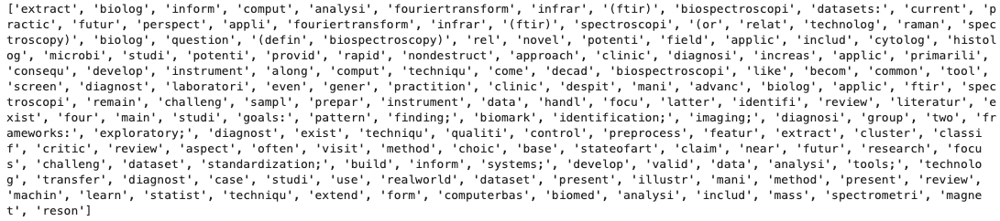 ['extract', 'biolog', 'inform', 'comput', 'analysi', 'fouriertransform', 'infrar', '(ftir)', 'biospectroscopi', 'datasets:', 'current', 'p
ractic', 'futur', 'perspect', 'appli', 'fouriertransform', 'infrar', '(ftir)', 'spectroscopi', '(or', 'relat', 'technolog', 'raman', 'spec
troscopy)', 'biolog', 'question', '(defin', 'biospectroscopy)', 'rel', 'novel', 'potenti', 'field', 'applic', 'includ', 'cytolog', 'histol
og', 'microbi', 'studi', 'potenti', 'provid', 'rapid', 'nondestruct', 'approach', 'clinic', 'diagnosi', 'increas', 'applic', 'primarili',
'consequ', 'develop', 'instrument', 'along', 'comput', 'techniqu', 'come', 'decad', 'biospectroscopi', 'like', 'becom', 'common', 'tool',
'screen', 'diagnost', 'laboratori', 'even', 'gener', 'practition', 'clinic', 'despit', 'mani', 'advanc', 'biolog', 'applic', 'ftir', 'spec
troscopi', 'remain', 'challeng', 'sampl', 'prepar', 'instrument', 'data', 'handl', 'focu', 'latter', 'identifi', 'review', 'literatur', 'e
xist', 'four', 'main', 'studi', 'goals:', 'pattern', 'finding;', 'biomark', 'identification;', 'imaging;', 'diagnosi', 'group', 'two', 'fr
ameworks:', 'exploratory;', 'diagnost', 'exist', 'techniqu', 'qualiti', 'control', 'preprocess', 'featur', 'extract', 'cluster', 'classi
f', 'critic', 'review', 'aspect', 'often', 'visit', 'method', 'choic', 'base', 'stateofart', 'claim', 'near', 'futur', 'research', 'focu
s', 'challeng', 'dataset', 'standardization;', 'build', 'inform', 'systems;', 'develop', 'valid', 'data', 'analysi', 'tools;', 'technolo
g', 'transfer', 'diagnost', 'case', 'studi', 'use', 'realworld', 'dataset', 'present', 'illustr', 'mani', 'method', 'present', 'review',
'machin', 'learn', 'statist', 'techniqu', 'extend', 'form', 'computerbas', 'biomed', 'analysi', 'includ', 'mass', 'spectrometri', 'magne
t', 'reson']